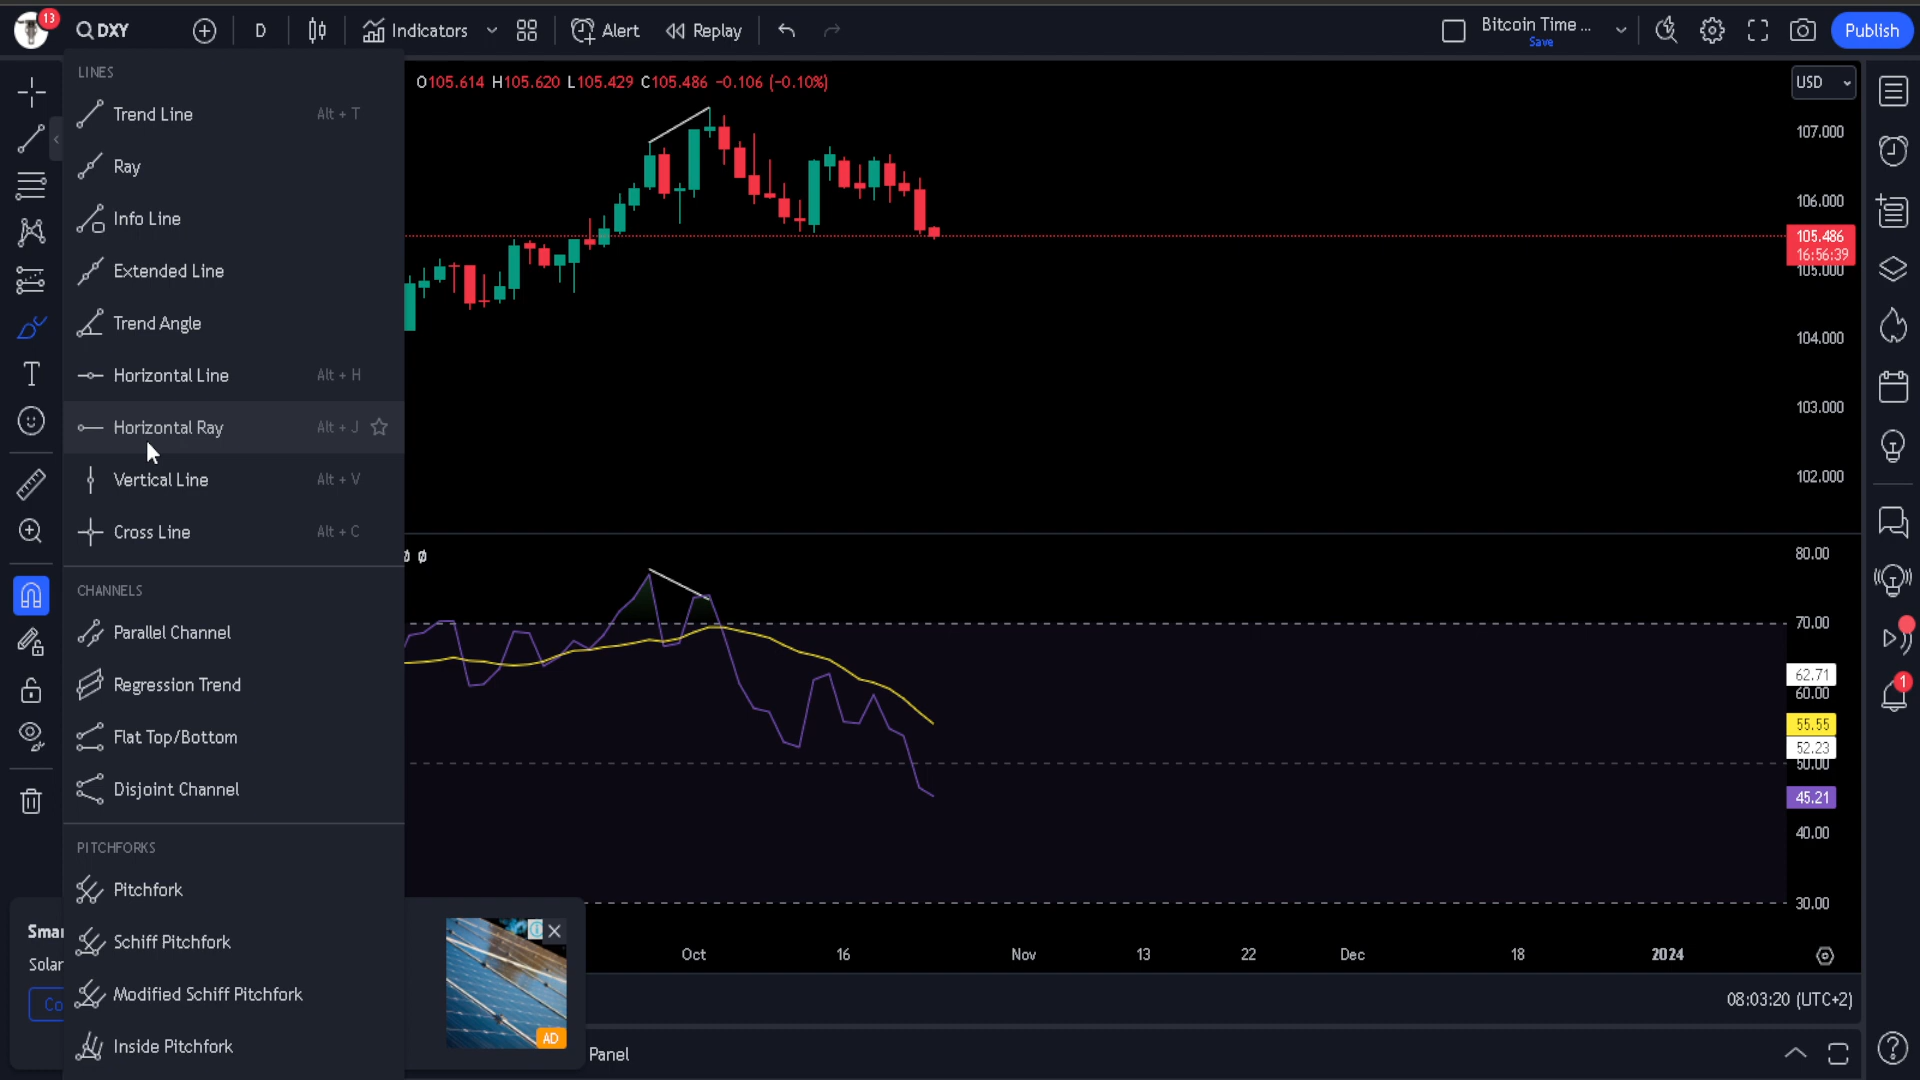 13
DXY
D
Indicators
Alert
Replay
Bitcoin Time ...
Save
Publish
LINES
Trend Line Alt + T
Ray
Info Line
Extended Line
Trend Angle
Horizontal Line Alt + H
Horizontal Ray Alt + J
Vertical Line Alt + V
Cross Line Alt + C
CHANNELS
Parallel Channel
Regression Trend
Flat Top/Bottom
Disjoint Channel
PITCHFORKS
Pitchfork
Schiff Pitchfork
Modified Schiff Pitchfork
Inside Pitchfork
O105.614 H105.620 L105.429 C105.486 −0.106 (−0.10%)
USD
107.000
106.000
105.486
16:56:39
105.000
104.000
103.000
102.000
Ø Ø
80.00
70.00
62.71
60.00
55.55
52.23
50.00
45.21
40.00
30.00
1
Smar
Solar
Co
AD
Oct 16 Nov 13 22 Dec 18 2024
08:03:20 (UTC+2)
Panel